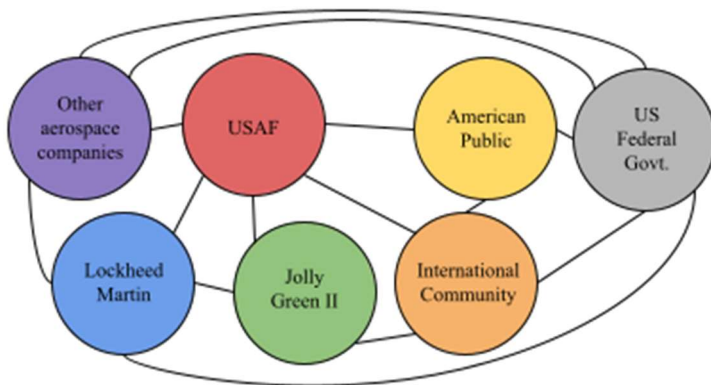 Other
aerospace
companies
USAF
American
Public
US
Federal
Govt.
Lockheed
Martin
Jolly
Green II
International
Community